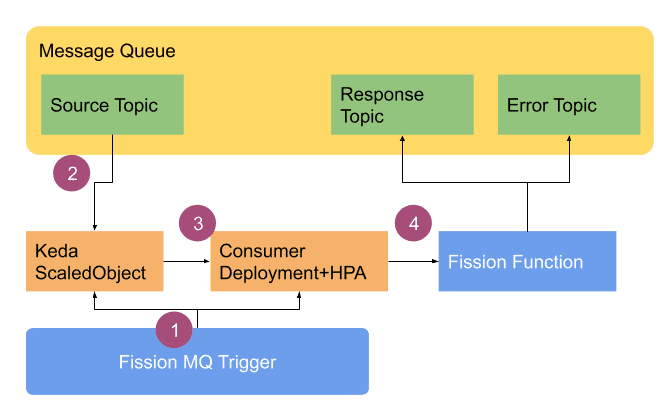 Message Queue
Source Topic
Response
Topic
Error Topic
2
3
4
Keda
ScaledObject
Consumer
Deployment+HPA
Fission Function
1
Fission MQ Trigger